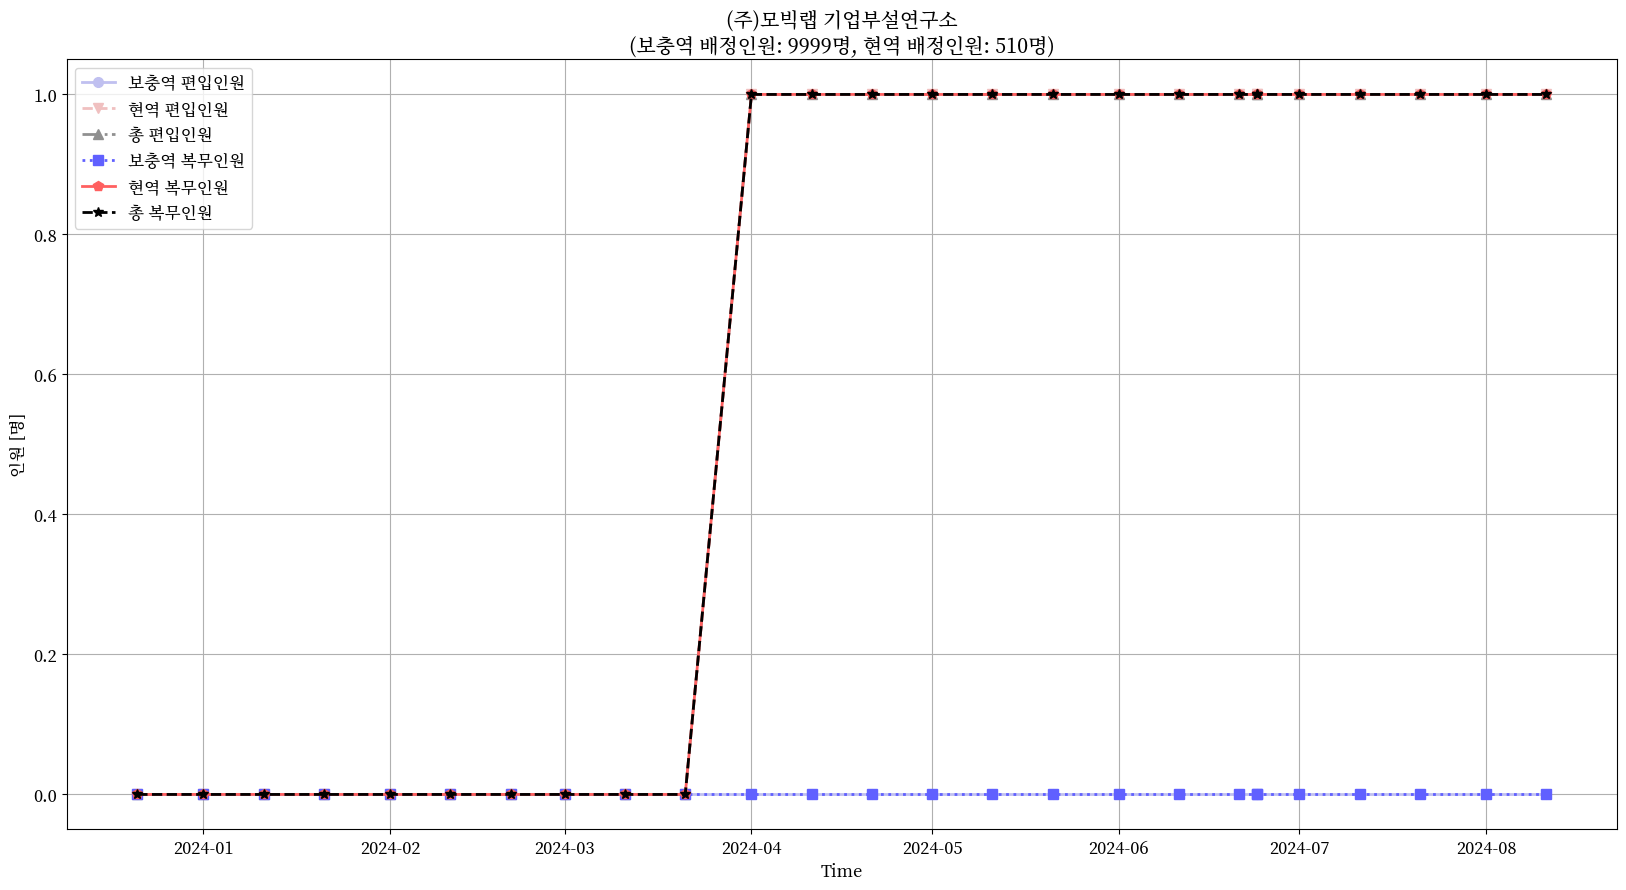 (주)모빅랩 기업부설연구소
(보충역 배정인원: 9999명, 현역 배정인원: 510명)
보충역 편입인원
현역 편입인원
총 편입인원
보충역 복무인원
현역 복무인원
총 복무인원
1.0
0.8
0.6
0.4
0.2
0.0
인원 [명]
2024-01
2024-02
2024-03
2024-04
2024-05
2024-06
2024-07
2024-08
Time